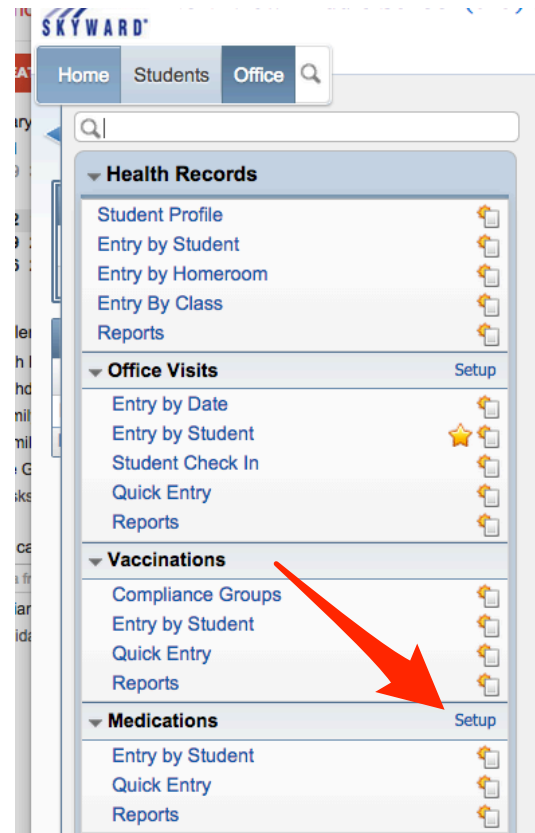 SKYWARD
Home Students Office
Health Records
Student Profile
Entry by Student
Entry by Homeroom
Entry By Class
Reports
Office Visits Setup
Entry by Date
Entry by Student
Student Check In
Quick Entry
Reports
Vaccinations
Compliance Groups
Entry by Student
Quick Entry
Reports
Medications Setup
Entry by Student
Quick Entry
Reports